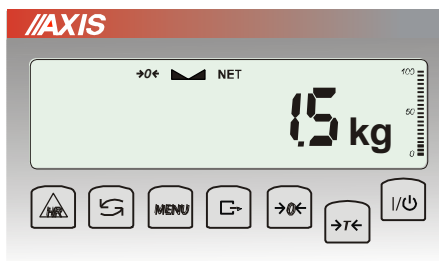 //AXIS
→0← NET 100
1.5 kg 50
0
HR MENU →0← →T← I/⏻